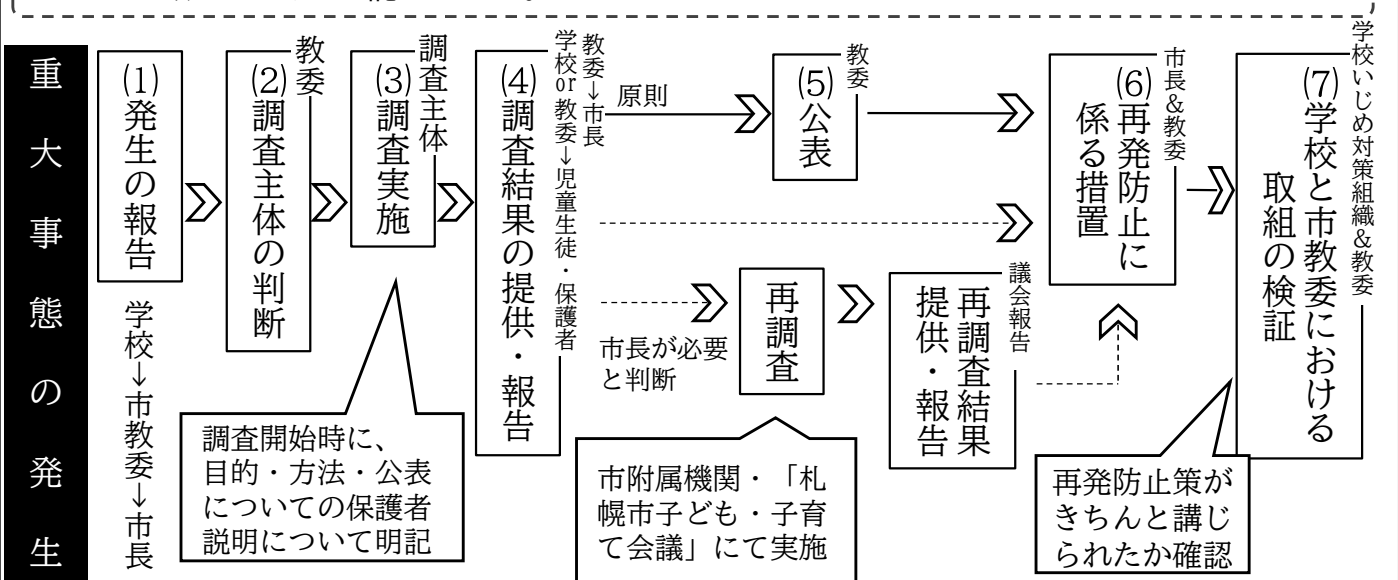 重大事態の発生
(1)発生の報告
学校→市教委→市長
(2)調査主体の判断
教委
(3)調査実施
調査主体
調査開始時に、
目的・方法・公表
についての保護者
説明について明記
(4)調査結果の提供・報告
教委→市長
学校or教委→児童生徒・保護者
原則
(5)公表
教委
市長が必要
と判断
再調査
市附属機関・「札
幌市子ども・子育
て会議」にて実施
再調査結果
提供・報告
議会報告
(6)再発防止に
係る措置
市長&教委
(7)学校と市教委における
取組の検証
学校いじめ対策組織&教委
再発防止策が
きちんと講じ
られたか確認